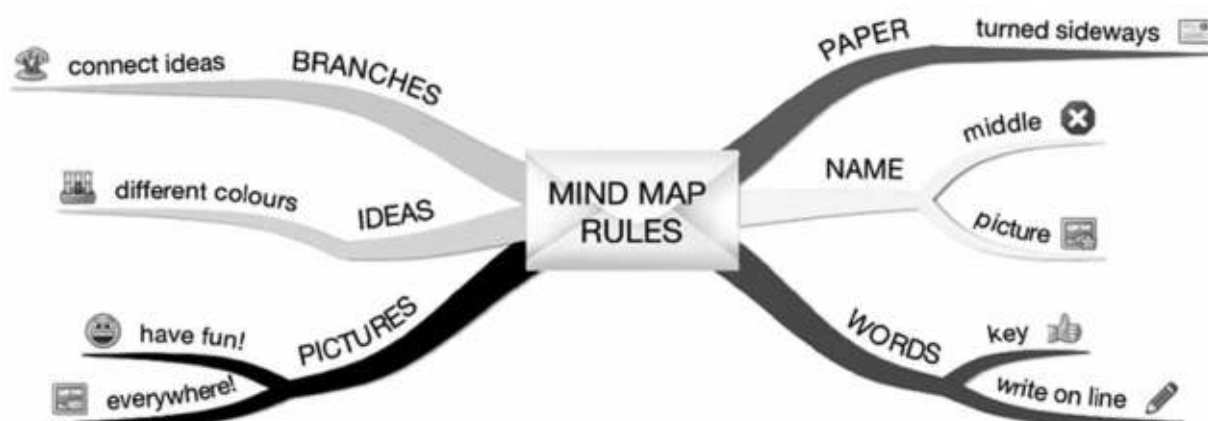 MIND MAP
RULES
PAPER
turned sideways
NAME
middle
picture
WORDS
key
write on line
PICTURES
everywhere!
have fun!
IDEAS
different colours
BRANCHES
connect ideas